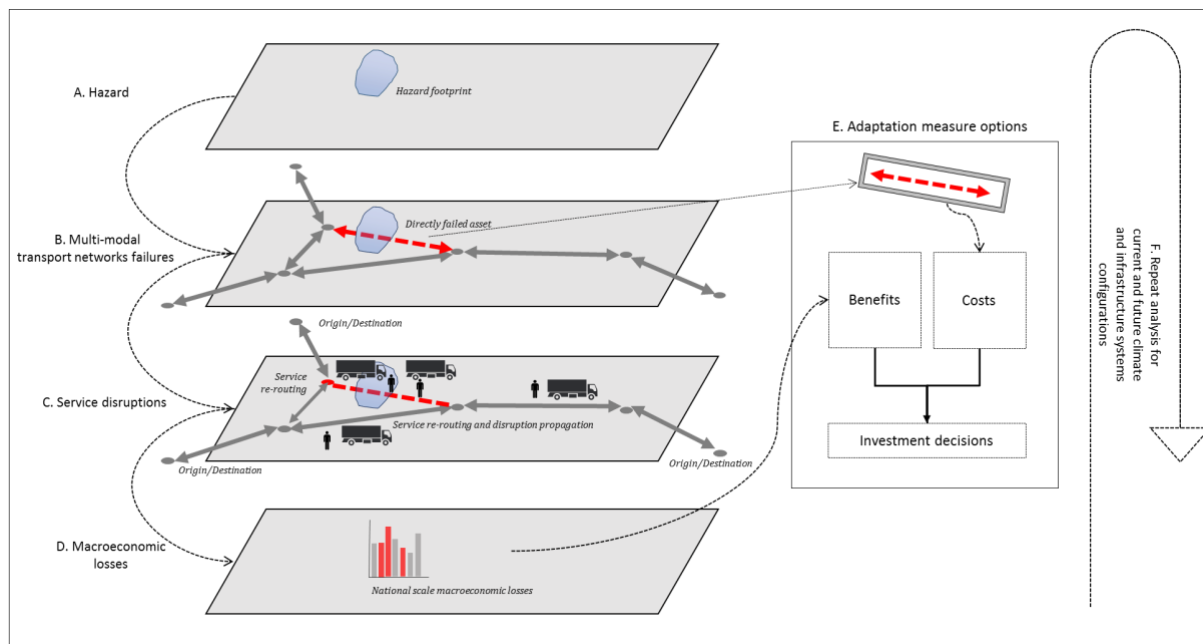 A. Hazard
Hazard footprint
B. Multi-modal
transport networks failures
Directly failed asset
Origin/Destination
Service
re-routing
C. Service disruptions
Service re-routing and disruption propagation
Origin/Destination
Origin/Destination
D. Macroeconomic
losses
National scale macroeconomic losses
E. Adaptation measure options
Benefits
Costs
Investment decisions
F. Repeat analysis for
current and future climate
and infrastructure systems
configurations